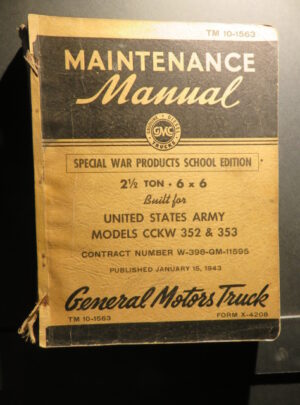 TM 10-1563
MAINTENANCE
Manual
GMC
TRUCKS
SPECIAL WAR PRODUCTS SCHOOL EDITION
2½ TON • 6 x 6
Built for
UNITED STATES ARMY
MODELS CCKW 352 & 353
CONTRACT NUMBER W-398-QM-11595
PUBLISHED JANUARY 15, 1943
General Motors Truck
TM 10-1563 FORM X-4208